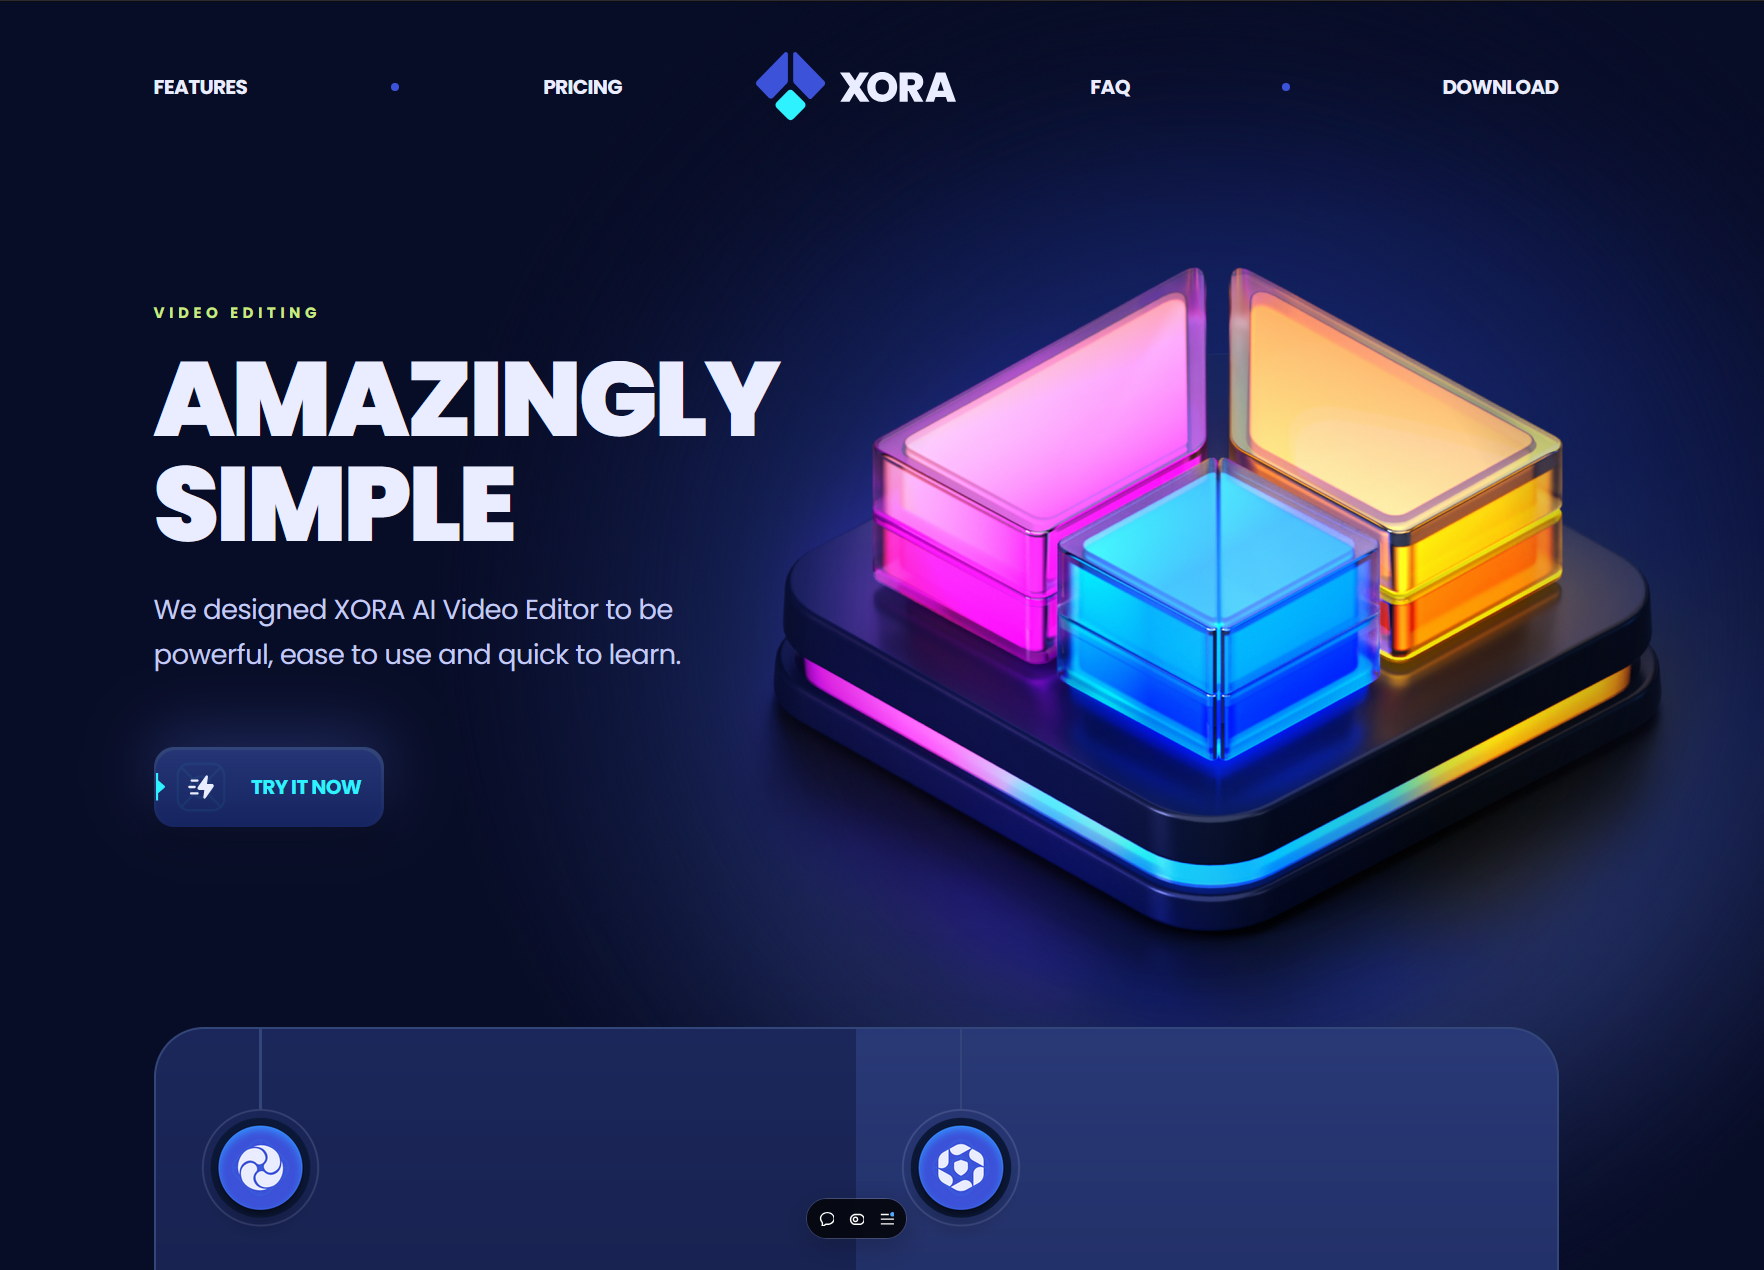 FEATURES
PRICING
XORA
FAQ
DOWNLOAD
VIDEO EDITING
AMAZINGLY
SIMPLE
We designed XORA AI Video Editor to be
powerful, ease to use and quick to learn.
TRY IT NOW